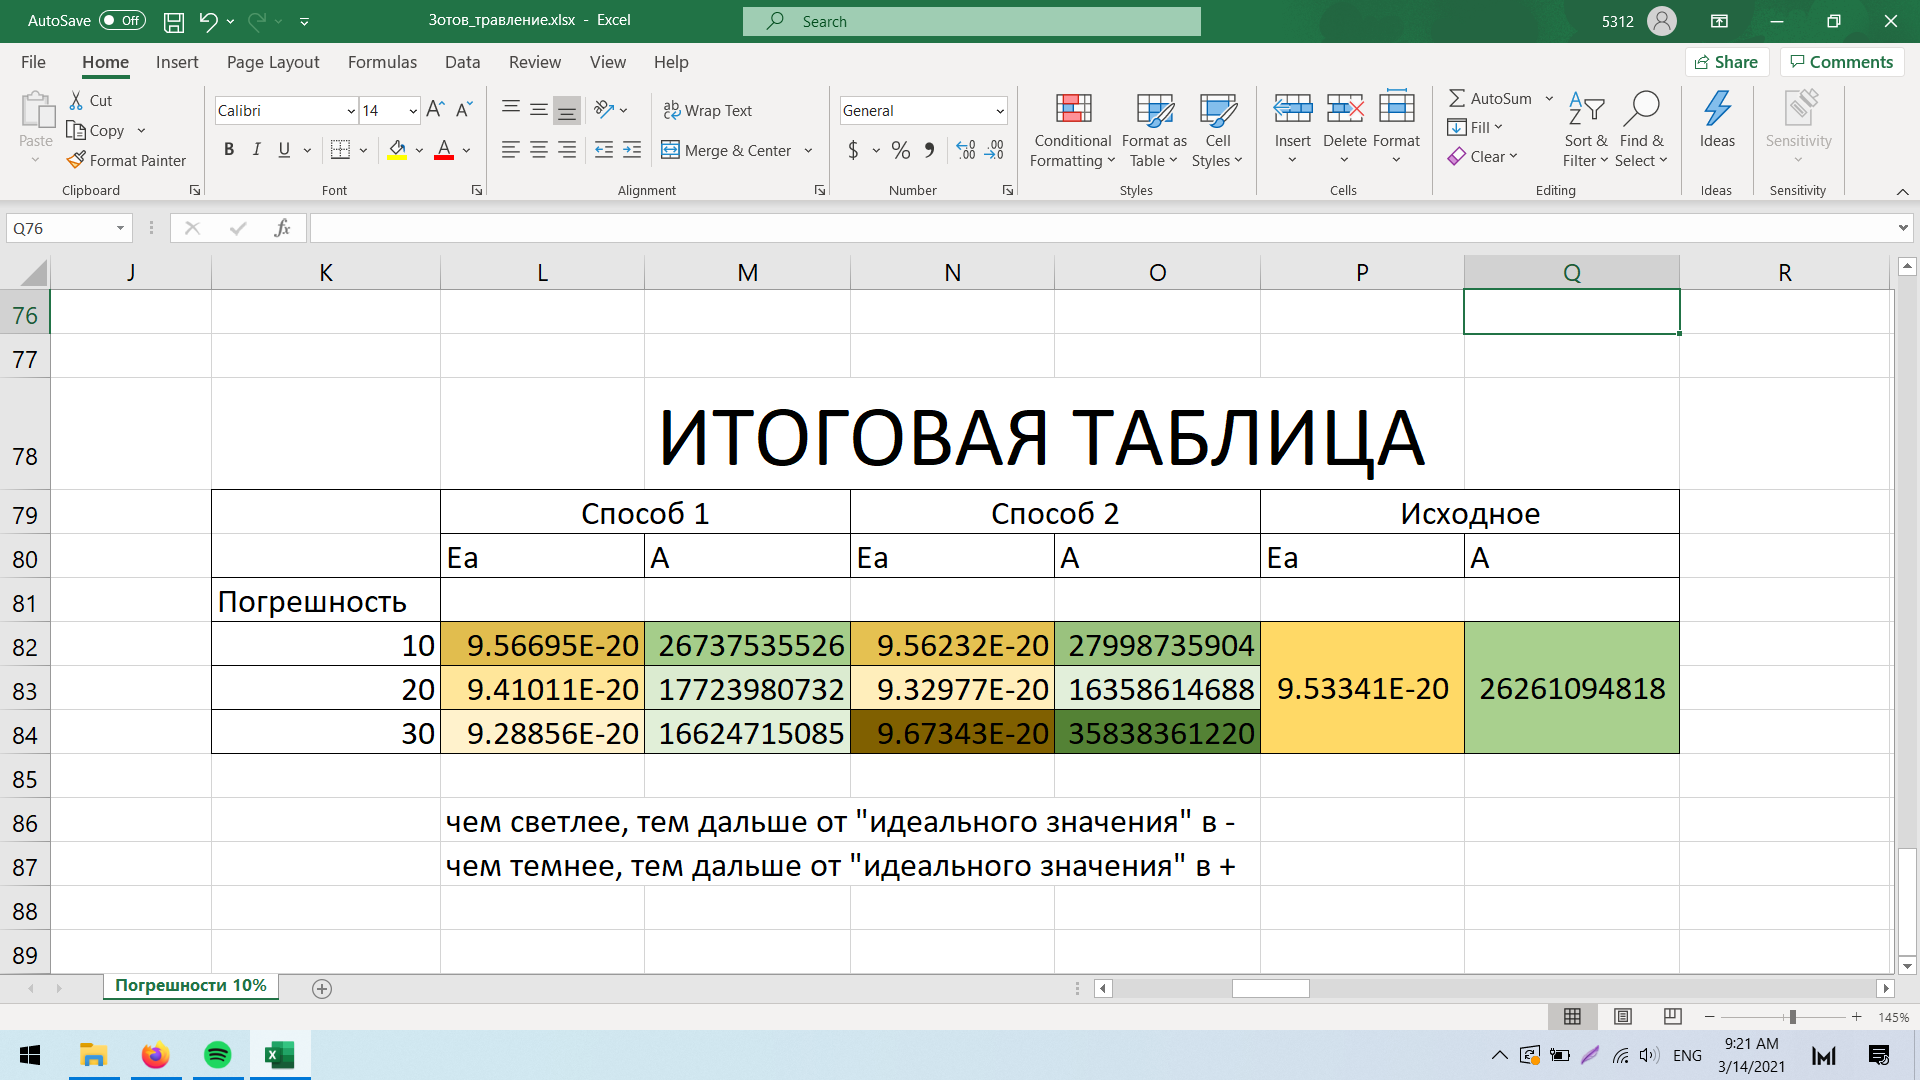 AutoSave Off Зотов_травление.xlsx - Excel Search 5312
File Home Insert Page Layout Formulas Data Review View Help Share Comments
Paste Cut Copy Format Painter Clipboard
Calibri 14 A A B I U A Font
ab Wrap Text Merge & Center Alignment
General $ % 9 .00 .00 Number
Conditional Formatting Format as Table Cell Styles Styles
Insert Delete Format Cells
AutoSum Fill Clear Sort & Filter Find & Select Editing
Ideas Ideas
Sensitivity Sensitivity
Q76 fx
J K L M N O P Q R
76
77
78 ИТОГОВАЯ ТАБЛИЦА
79 Способ 1 Способ 2 Исходное
80 Ea A Ea A Ea A
81 Погрешность
82 10 9.56695E-20 26737535526 9.56232E-20 27998735904
83 20 9.41011E-20 17723980732 9.32977E-20 16358614688 9.53341E-20 26261094818
84 30 9.28856E-20 16624715085 9.67343E-20 35838361220
85
86 чем светлее, тем дальше от "идеального значения" в -
87 чем темнее, тем дальше от "идеального значения" в +
88
89
Погрешности 10%
145%
ENG 9:21 AM
3/14/2021